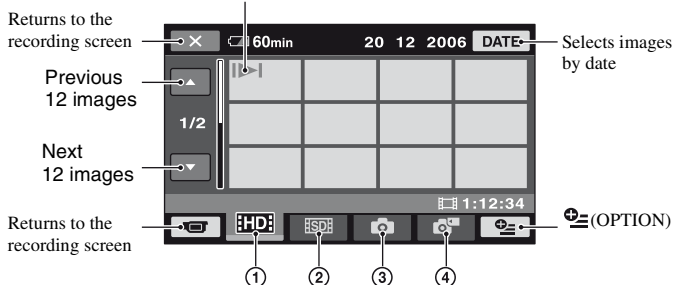 Returns to the
recording screen
60min
20 12 2006
DATE
Selects images
by date
Previous
12 images
1/2
Next
12 images
1:12:34
Returns to the
recording screen
HD
SD
(OPTION)
① ② ③ ④